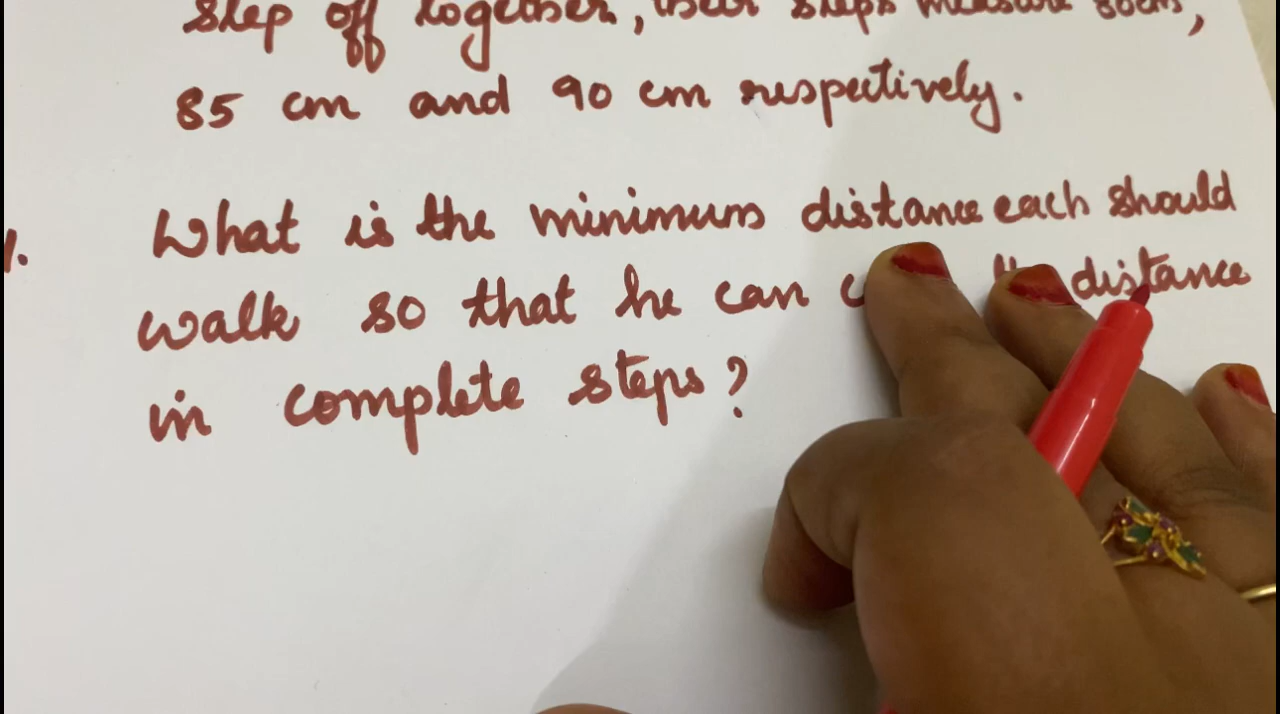 step off together, their steps measure 80cm,
85 cm and 90 cm respectively.
1. What is the minimum distance each should
walk so that he can distance
in complete steps?